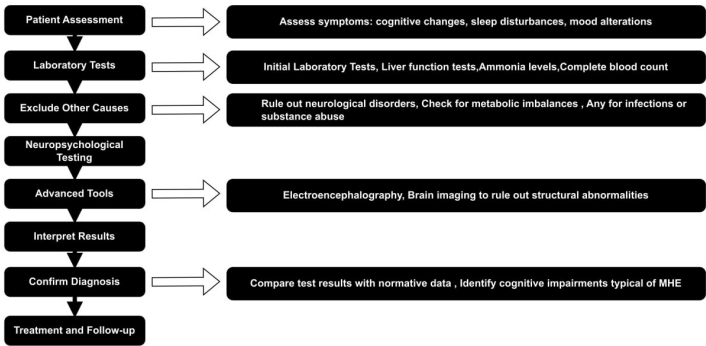 Patient Assessment
Assess symptoms: cognitive changes, sleep disturbances, mood alterations
Laboratory Tests
Initial Laboratory Tests, Liver function tests,Ammonia levels,Complete blood count
Exclude Other Causes
Rule out neurological disorders, Check for metabolic imbalances , Any for infections or
substance abuse
Neuropsychological
Testing
Advanced Tools
Electroencephalography, Brain imaging to rule out structural abnormalities
Interpret Results
Confirm Diagnosis
Compare test results with normative data , Identify cognitive impairments typical of MHE
Treatment and Follow-up